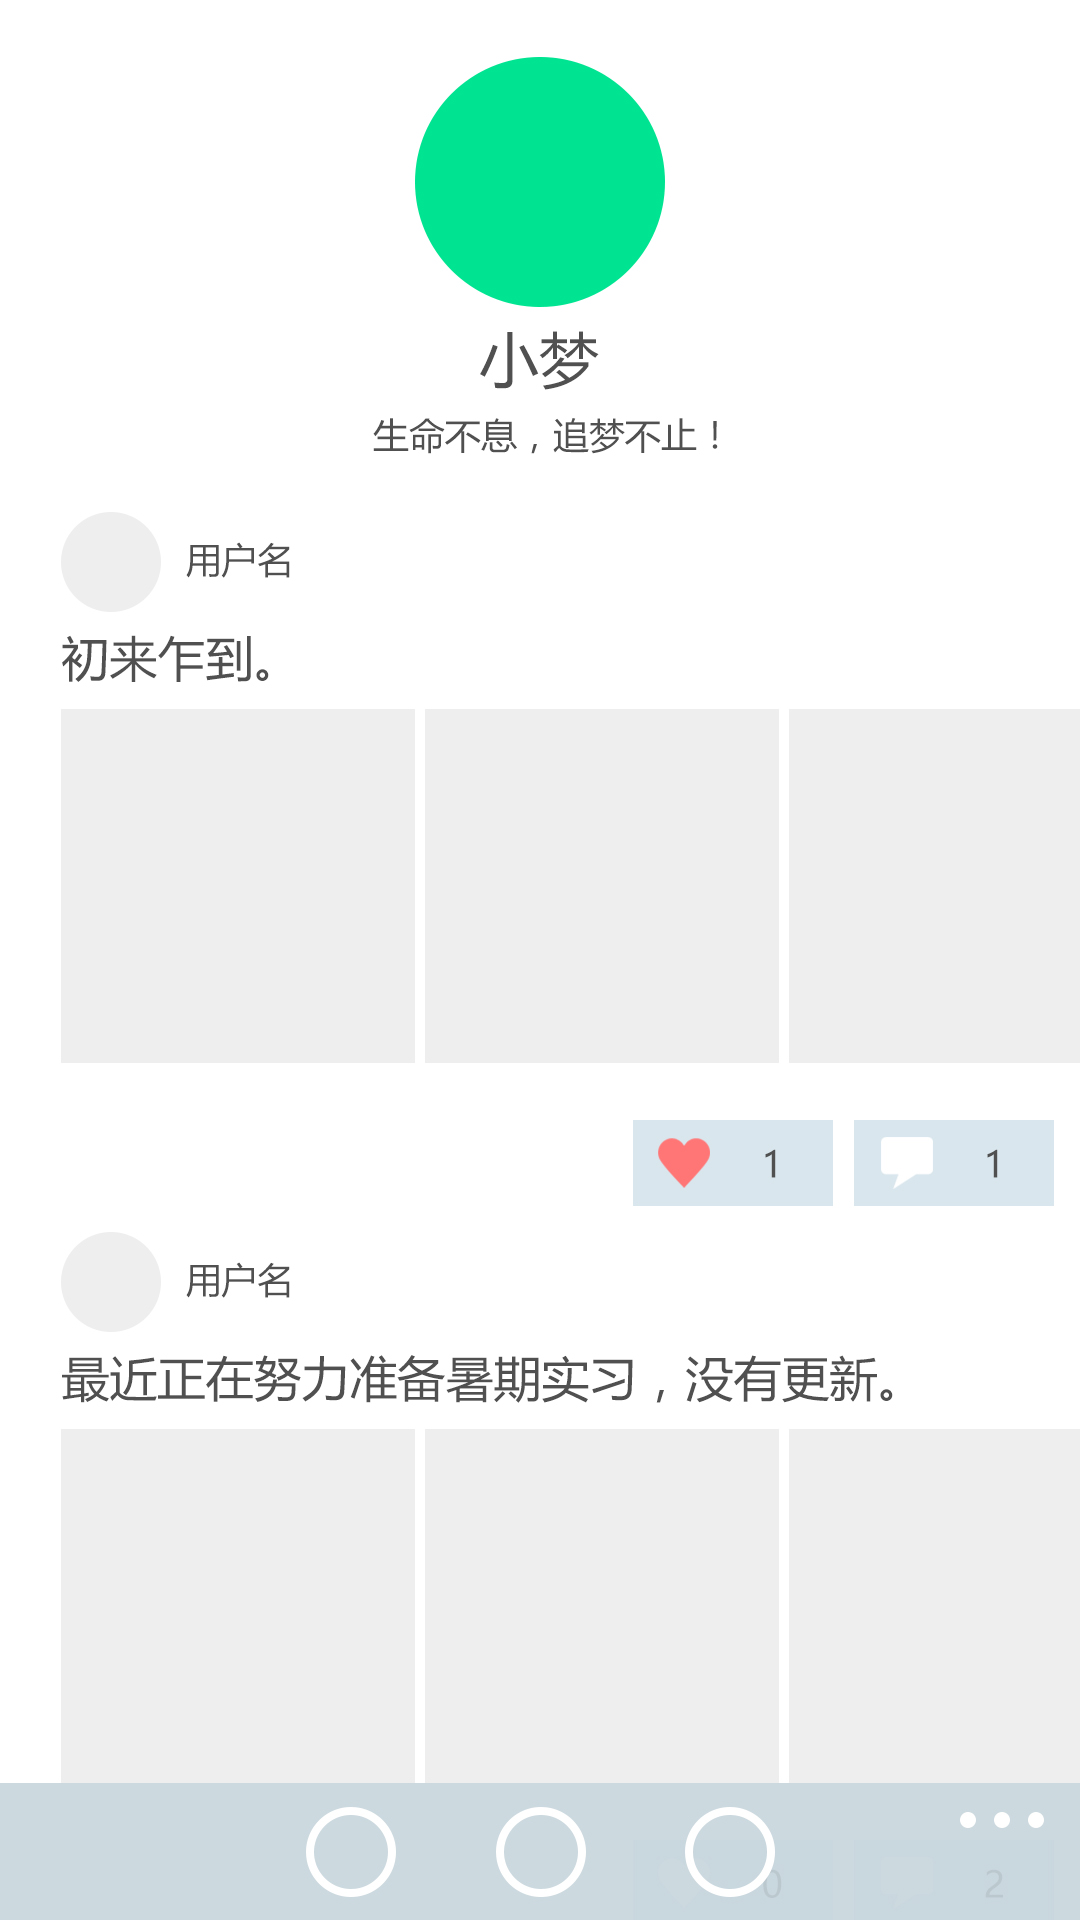 小梦
生命不息，追梦不止！
用户名
初来乍到。
1 1
用户名
最近正在努力准备暑期实习，没有更新。
0 2